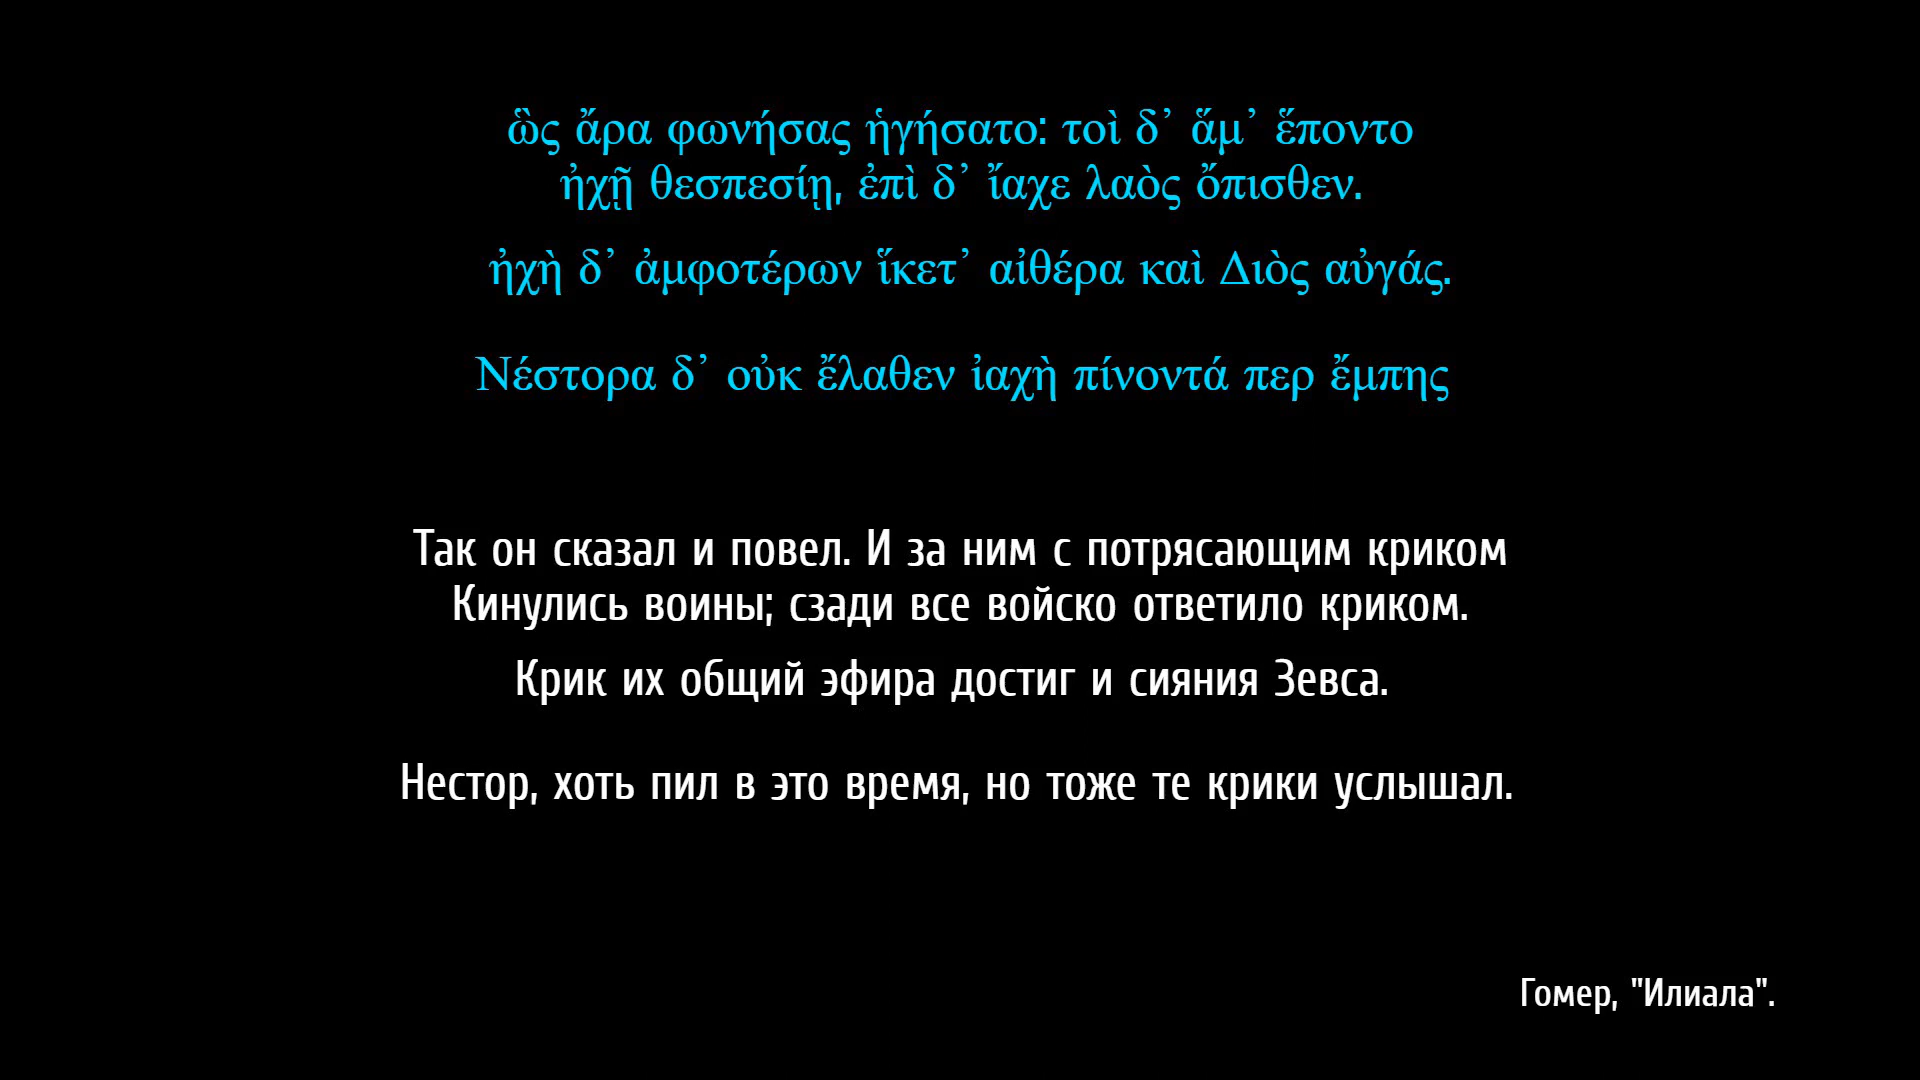 ὣς ἄρα φωνήσας ἡγήσατο: τοὶ δ᾽ ἅμ᾽ ἕποντο
ἠχῇ θεσπεσίῃ, ἐπὶ δ᾽ ἴαχε λαὸς ὄπισθεν.
ἠχὴ δ᾽ ἀμφοτέρων ἵκετ᾽ αἰθέρα καὶ Διὸς αὐγάς.
Νέστορα δ᾽ οὐκ ἔλαθεν ἰαχὴ πίνοντά περ ἔμπης
Так он сказал и повел. И за ним с потрясающим криком
Кинулись воины; сзади все войско ответило криком.
Крик их общий эфира достиг и сияния Зевса.
Нестор, хоть пил в это время, но тоже те крики услышал.
Гомер, "Илиала".